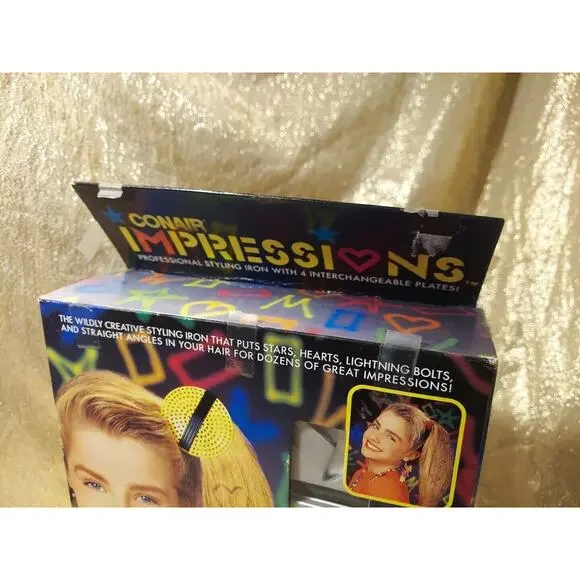 CONAIR
IMPRESSIONS™
PROFESSIONAL STYLING IRON WITH 4 INTERCHANGEABLE PLATES!
THE WILDLY CREATIVE STYLING IRON THAT PUTS STARS, HEARTS, LIGHTNING BOLTS,
AND STRAIGHT ANGLES IN YOUR HAIR FOR DOZENS OF GREAT IMPRESSIONS!